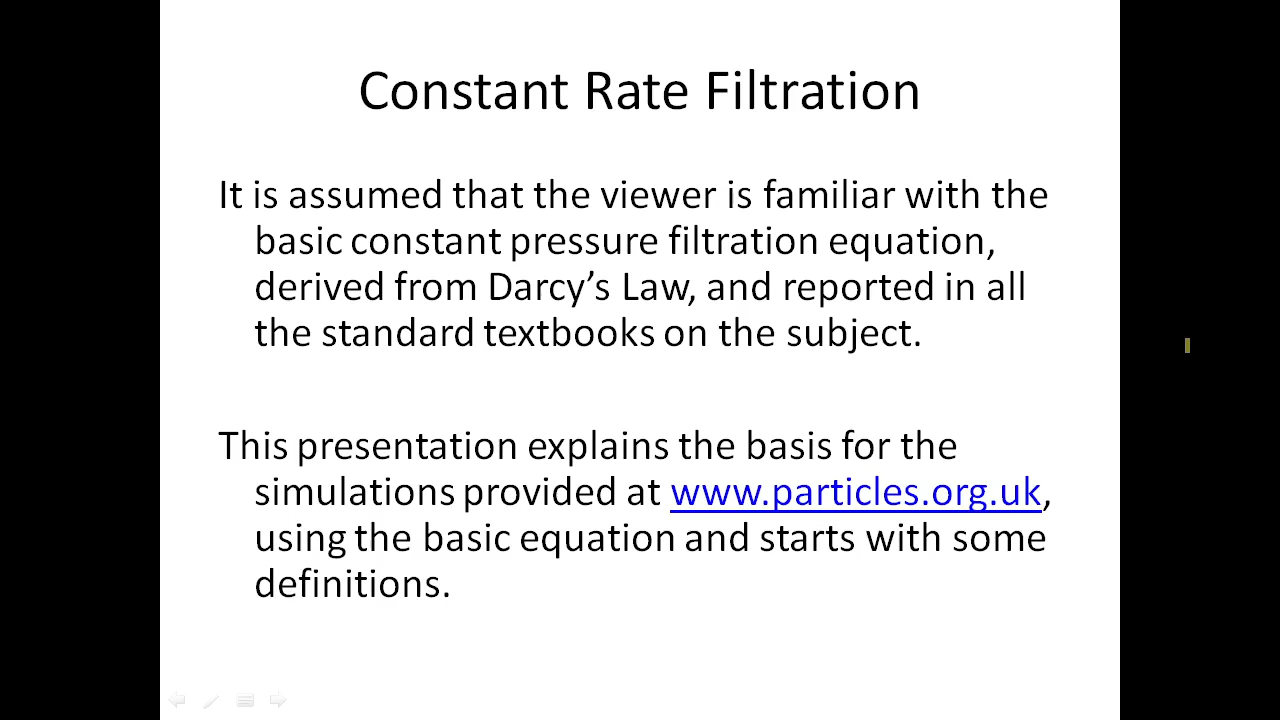 Constant Rate Filtration
It is assumed that the viewer is familiar with the
basic constant pressure filtration equation,
derived from Darcy’s Law, and reported in all
the standard textbooks on the subject.
This presentation explains the basis for the
simulations provided at www.particles.org.uk,
using the basic equation and starts with some
definitions.